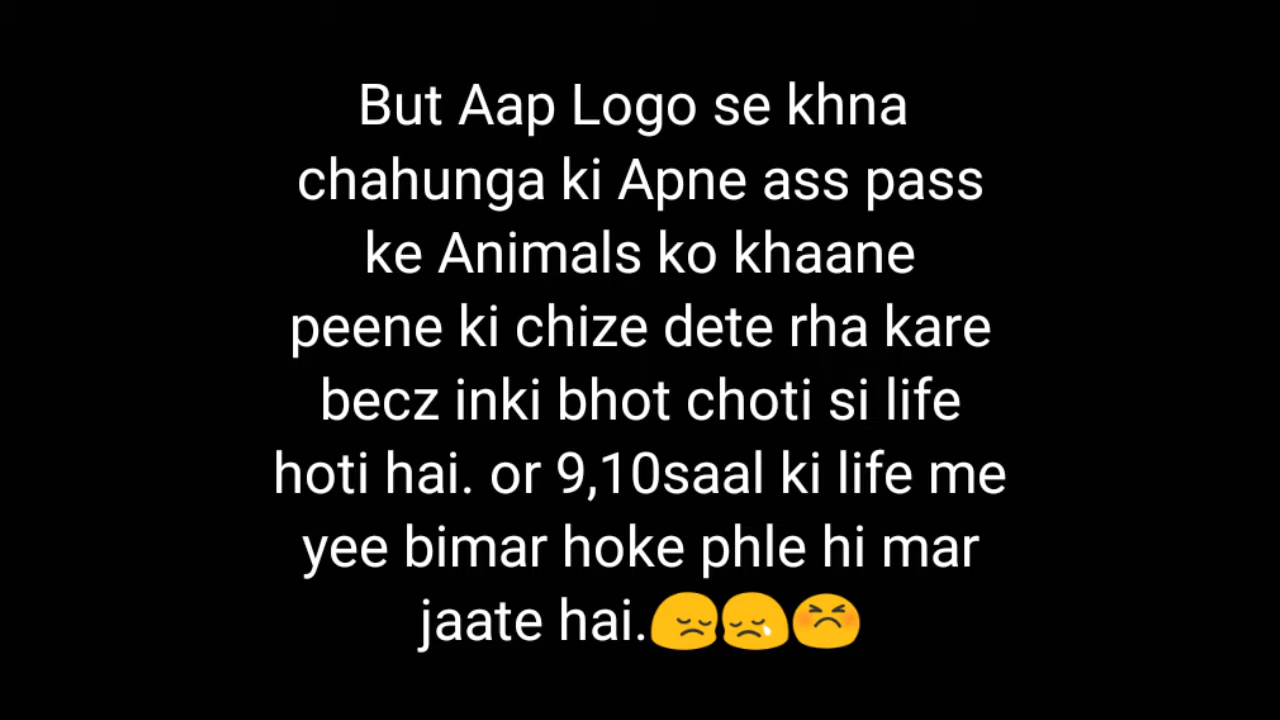 But Aap Logo se khna
chahunga ki Apne ass pass
ke Animals ko khaane
peene ki chize dete rha kare
becz inki bhot choti si life
hoti hai. or 9,10saal ki life me
yee bimar hoke phle hi mar
jaate hai.😔😢😣